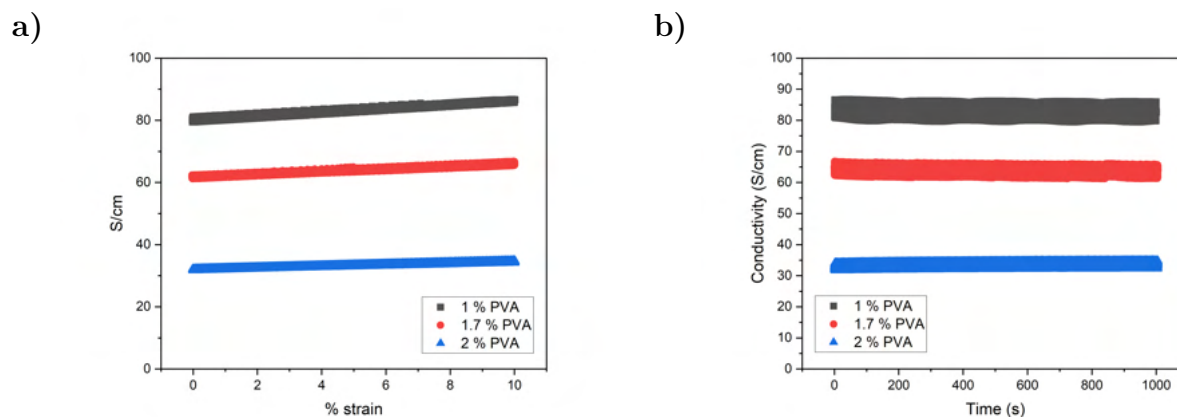 a)
100
80
60
40
20
0
S/cm
0 2 4 6 8 10
% strain
1 % PVA
1.7 % PVA
2 % PVA
b)
100
90
80
70
60
50
40
30
20
10
0
Conductivity (S/cm)
0 200 400 600 800 1000
Time (s)
1 % PVA
1.7 % PVA
2 % PVA